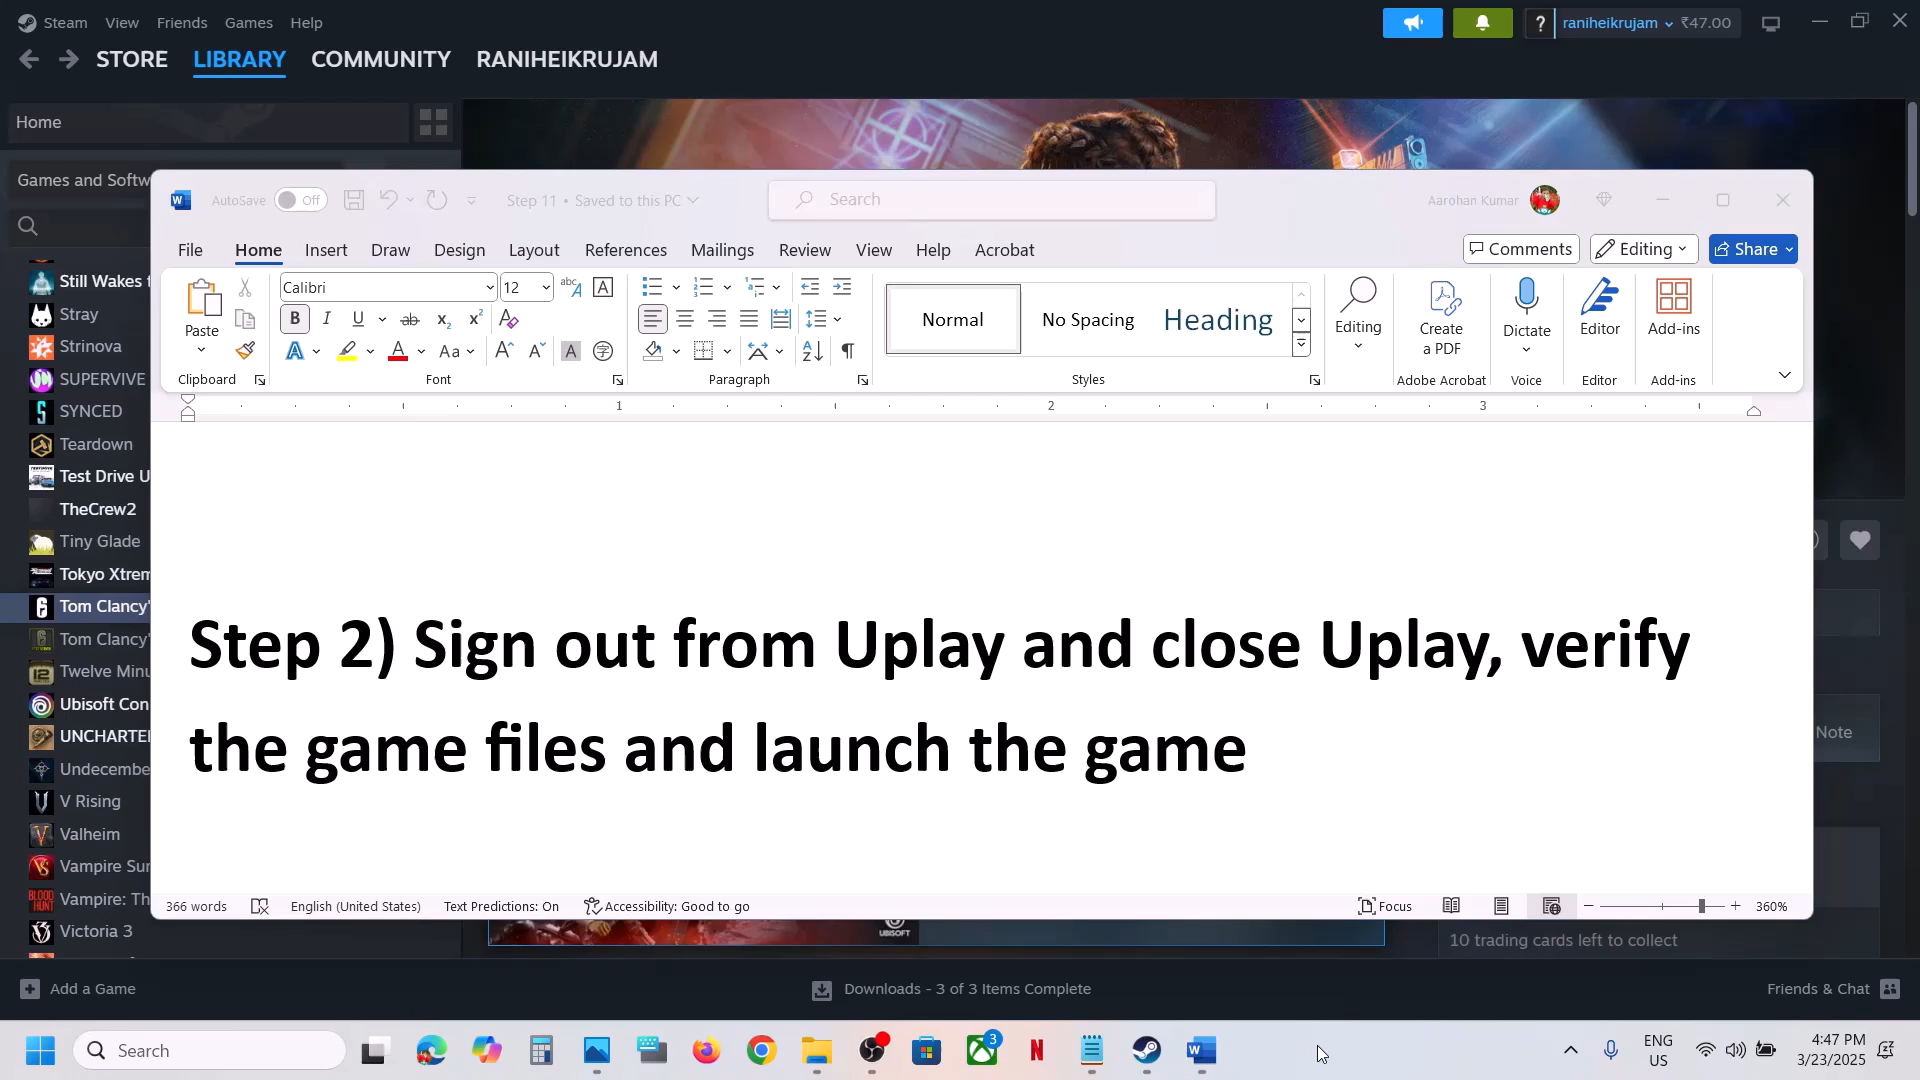 Steam View Friends Games Help
raniheikrujam ₹47.00
STORE LIBRARY COMMUNITY RANIHEIKRUJAM
Home
Games and Softw
AutoSave Off
Step 11 • Saved to this PC
Search
Aarohan Kumar
File Home Insert Draw Design Layout References Mailings Review View Help Acrobat
Comments Editing Share
Paste
Calibri 12
Normal No Spacing Heading
Editing
Create a PDF
Dictate
Editor
Add-ins
Clipboard Font Paragraph Styles Adobe Acrobat Voice Editor Add-ins
1 2 3
Still Wakes t
Stray
Strinova
SUPERVIVE
SYNCED
Teardown
Test Drive U
TheCrew2
Tiny Glade
Tokyo Xtrem
Tom Clancy'
Tom Clancy'
Twelve Minu
Ubisoft Con
UNCHARTE
Undecembe
V Rising
Valheim
Vampire Sur
Vampire: Th
Victoria 3
Step 2) Sign out from Uplay and close Uplay, verify
the game files and launch the game
Note
366 words English (United States) Text Predictions: On Accessibility: Good to go
Focus 360%
UBISOFT
10 trading cards left to collect
Add a Game
Downloads - 3 of 3 Items Complete
Friends & Chat
Search
3
ENG
US
4:47 PM
3/23/2025